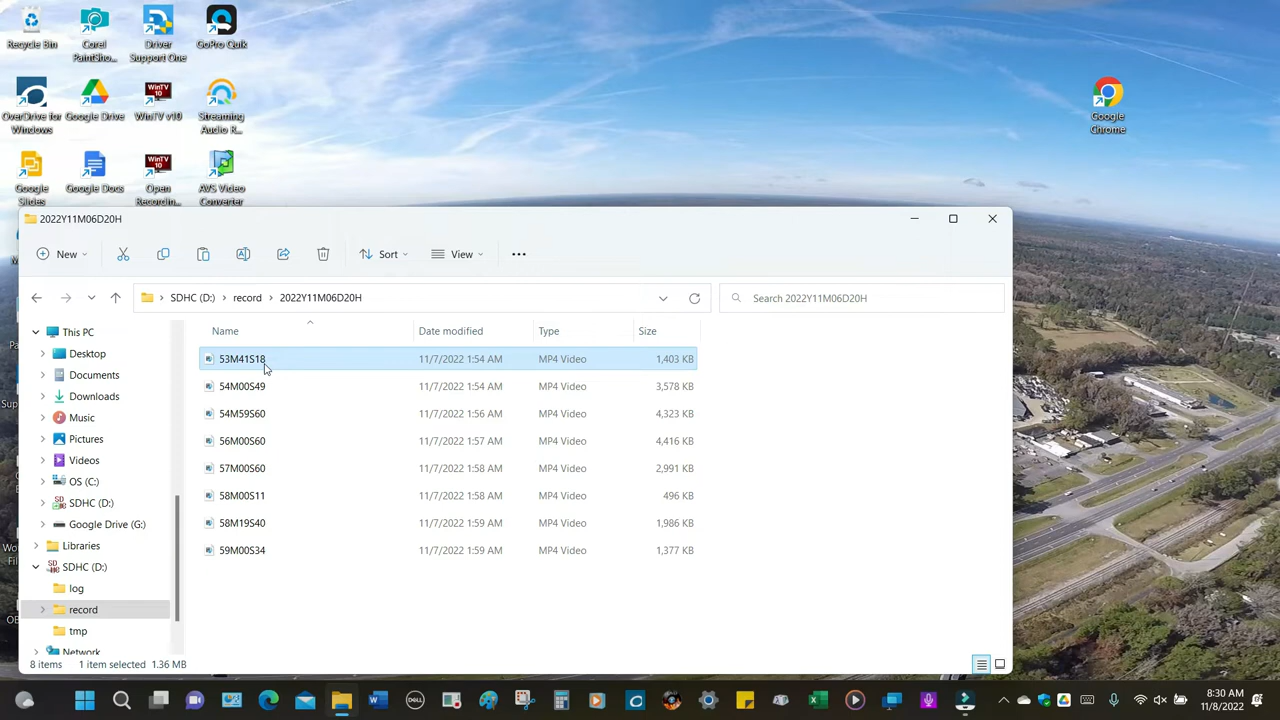 Recycle Bin
Corel PaintSho...
Driver Support One
GoPro Quik
OverDrive for Windows
Google Drive
WinTV v10
Streaming Audio R...
Google Chrome
Google Slides
Google Docs
Open Recordin...
AVS Video Converter
2022Y11M06D20H
New
Sort
View
SDHC (D:) > record > 2022Y11M06D20H
Search 2022Y11M06D20H
Name Date modified Type Size
53M41S18 11/7/2022 1:54 AM MP4 Video 1,403 KB
54M00S49 11/7/2022 1:54 AM MP4 Video 3,578 KB
54M59S60 11/7/2022 1:56 AM MP4 Video 4,323 KB
56M00S60 11/7/2022 1:57 AM MP4 Video 4,416 KB
57M00S60 11/7/2022 1:58 AM MP4 Video 2,991 KB
58M00S11 11/7/2022 1:58 AM MP4 Video 496 KB
58M19S40 11/7/2022 1:59 AM MP4 Video 1,986 KB
59M00S34 11/7/2022 1:59 AM MP4 Video 1,377 KB
This PC
Desktop
Documents
Downloads
Music
Pictures
Videos
OS (C:)
SDHC (D:)
Google Drive (G:)
Libraries
SDHC (D:)
log
record
tmp
Network
8 items 1 item selected 1.36 MB
8:30 AM
11/8/2022